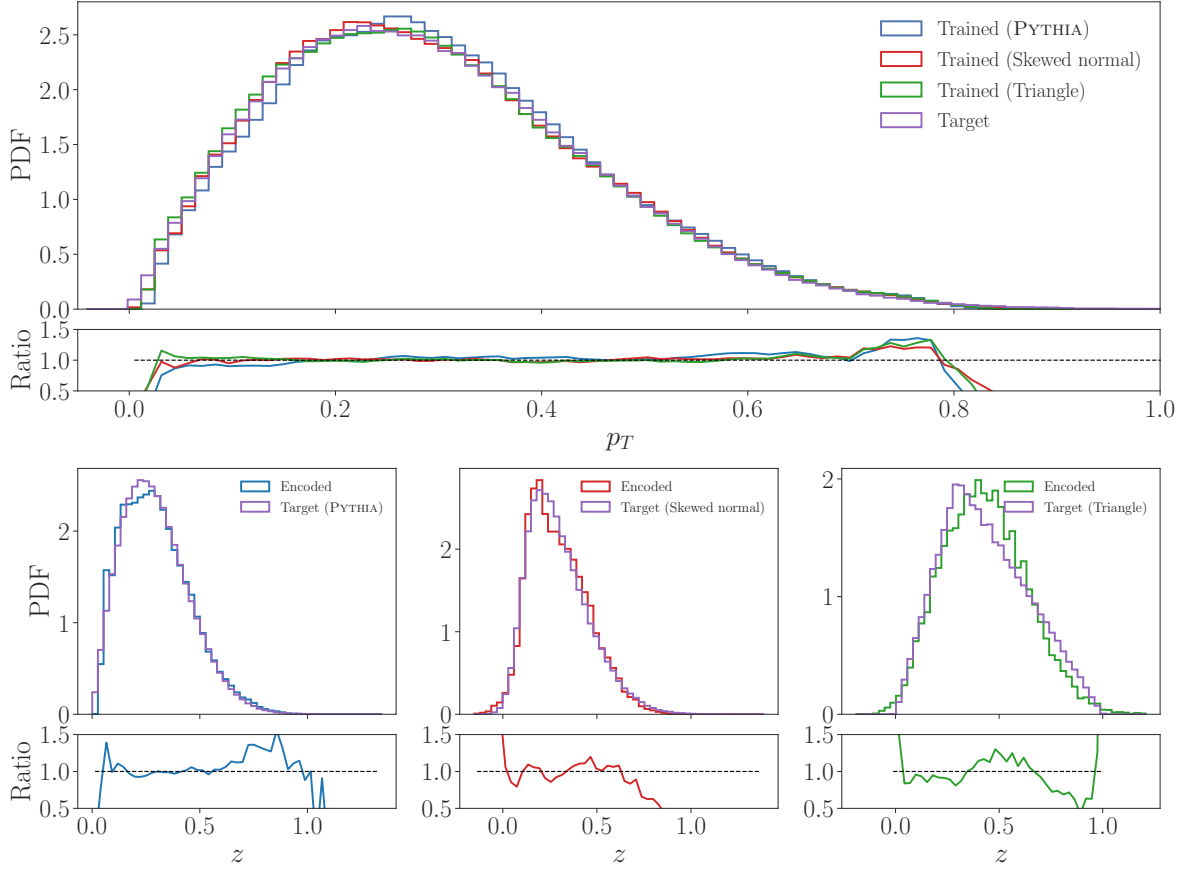 PDF
2.5
2.0
1.5
1.0
0.5
0.0
Trained (PYTHIA)
Trained (Skewed normal)
Trained (Triangle)
Target
Ratio
1.5
1.0
0.5
0.0 0.2 0.4 0.6 0.8 1.0
p_T
PDF
2
1
0
Encoded
Target (PYTHIA)
2
1
0
Encoded
Target (Skewed normal)
2
1
0
Encoded
Target (Triangle)
Ratio
1.5
1.0
0.5
0.0 0.5 1.0
z
1.5
1.0
0.5
0.0 0.5 1.0
z
1.5
1.0
0.5
0.0 0.5 1.0
z